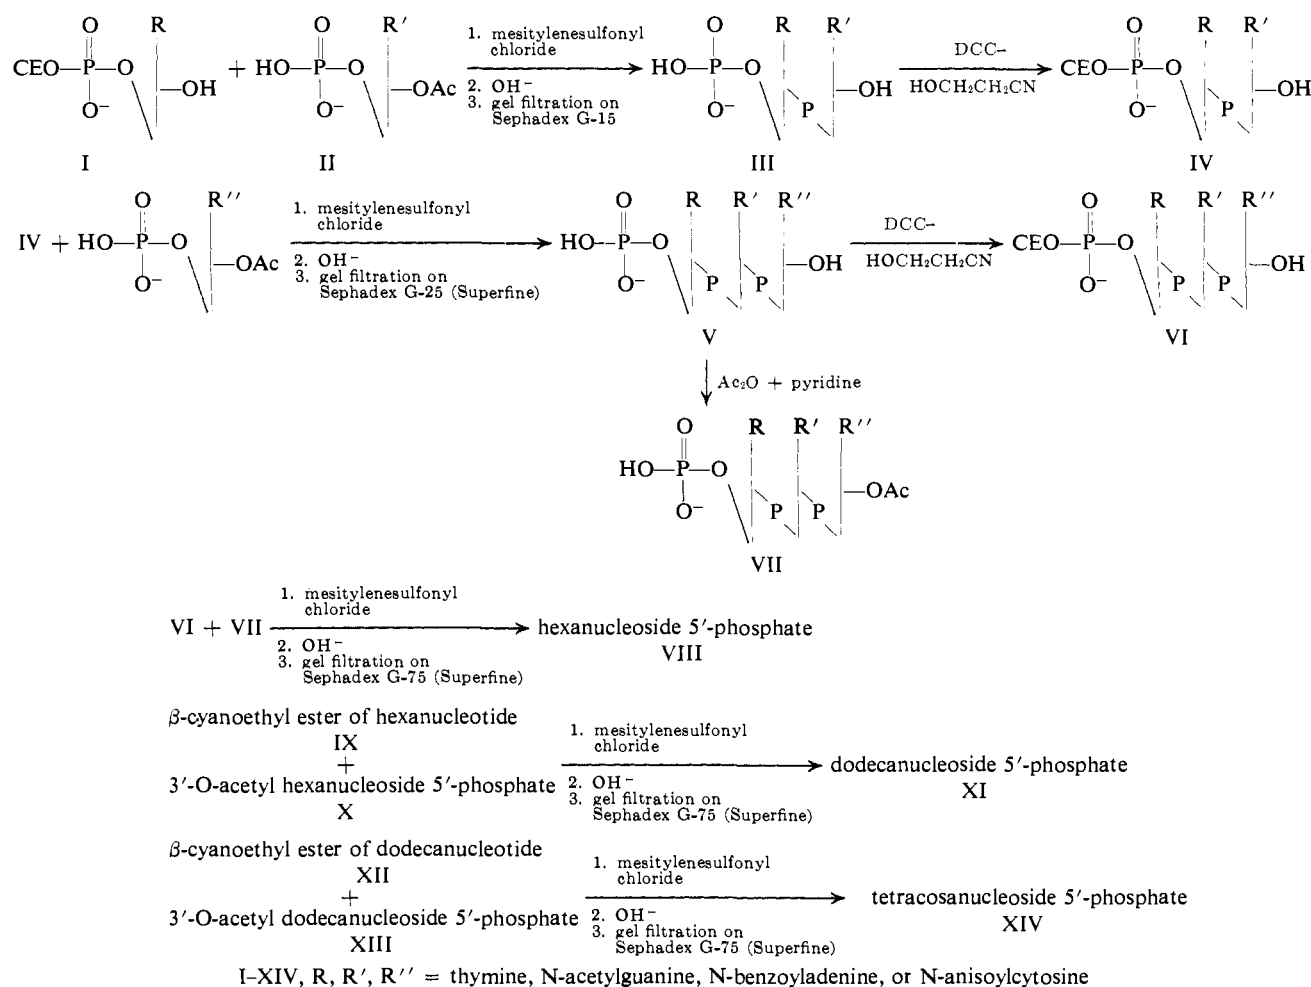 O R O R′ 1. mesitylenesulfonyl O R R′ O R R′
CEO—P—O —OH + HO—P—O —OAc chloride HO—P—O P —OH DCC- CEO—P—O P —OH
O⁻ O⁻ 2. OH⁻ O⁻ HOCH₂CH₂CN O⁻
3. gel filtration on
Sephadex G-15
I II III IV
O R′′ 1. mesitylenesulfonyl O R R′ R′′ O R R′ R′′
IV + HO—P—O —OAc chloride HO—P—O P P —OH DCC- CEO—P—O P P —OH
O⁻ 2. OH⁻ O⁻ HOCH₂CH₂CN O⁻
3. gel filtration on
Sephadex G-25 (Superfine)
V VI
Ac₂O + pyridine
O R R′ R′′
HO—P—O P P —OAc
O⁻
VII
1. mesitylenesulfonyl
chloride
VI + VII hexanucleoside 5′-phosphate
2. OH⁻ VIII
3. gel filtration on
Sephadex G-75 (Superfine)
β-cyanoethyl ester of hexanucleotide 1. mesitylenesulfonyl
IX chloride
+ dodecanucleoside 5′-phosphate
3′-O-acetyl hexanucleoside 5′-phosphate 2. OH⁻ XI
X 3. gel filtration on
Sephadex G-75 (Superfine)
β-cyanoethyl ester of dodecanucleotide 1. mesitylenesulfonyl
XII chloride
+ tetracosanucleoside 5′-phosphate
3′-O-acetyl dodecanucleoside 5′-phosphate 2. OH⁻ XIV
XIII 3. gel filtration on
Sephadex G-75 (Superfine)
I–XIV, R, R′, R′′ = thymine, N-acetylguanine, N-benzoyladenine, or N-anisoylcytosine